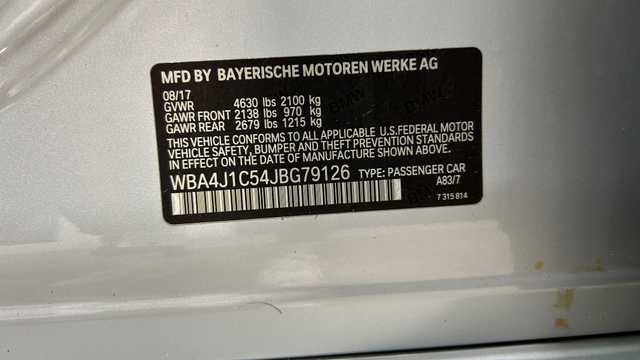 MFD BY BAYERISCHE MOTOREN WERKE AG
08/17
GVWR 4630 lbs 2100 kg
GAWR FRONT 2138 lbs 970 kg
GAWR REAR 2679 lbs 1215 kg
THIS VEHICLE CONFORMS TO ALL APPLICABLE U.S.FEDERAL MOTOR
VEHICLE SAFETY, BUMPER AND THEFT PREVENTION STANDARDS
IN EFFECT ON THE DATE OF MANUFACTURE SHOWN ABOVE.
WBA4J1C54JBG79126 TYPE: PASSENGER CAR
A83/7
7 315 814